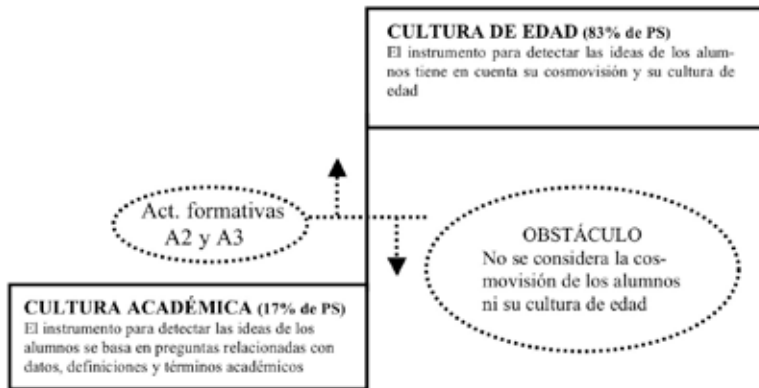 CULTURA DE EDAD (83% de PS)
El instrumento para detectar las ideas de los alum-
nos tiene en cuenta su cosmovisión y su cultura de
edad
Act. formativas
A2 y A3
OBSTÁCULO
No se considera la cos-
movisión de los alumnos
ni su cultura de edad
CULTURA ACADÉMICA (17% de PS)
El instrumento para detectar las ideas de los
alumnos se basa en preguntas relacionadas con
datos, definiciones y términos académicos